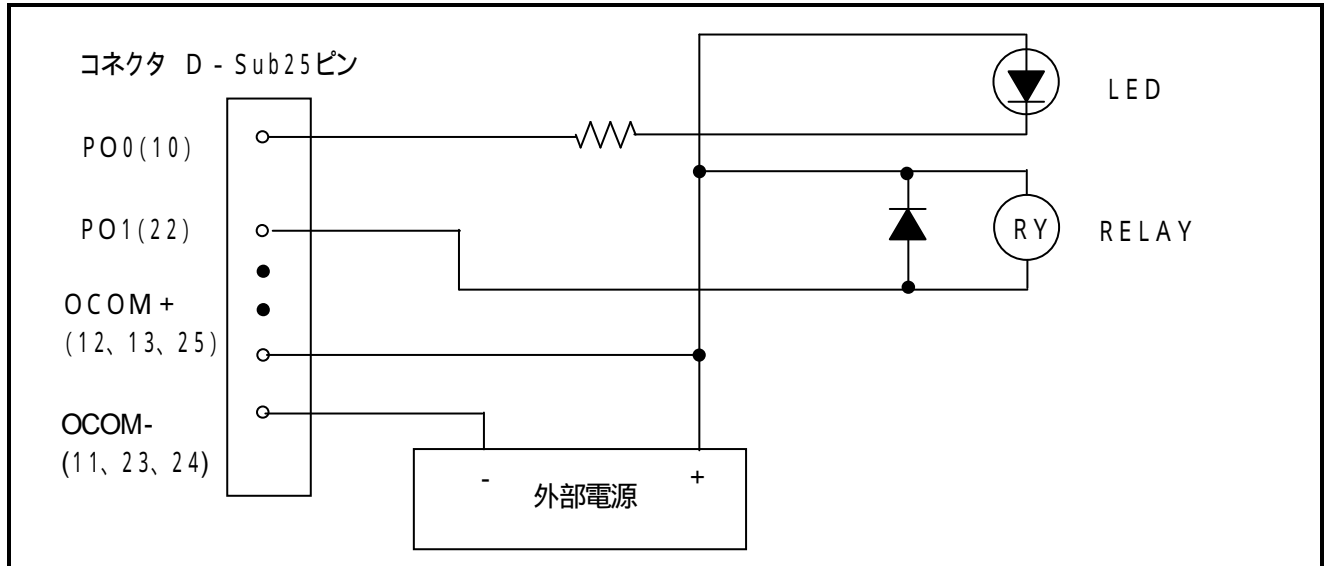 コネクタ D-Sub25ピン
LED
PO0(10)
PO1(22)
RY
RELAY
OCOM+
(12、13、25)
OCOM-
(11、23、24)
- +
外部電源